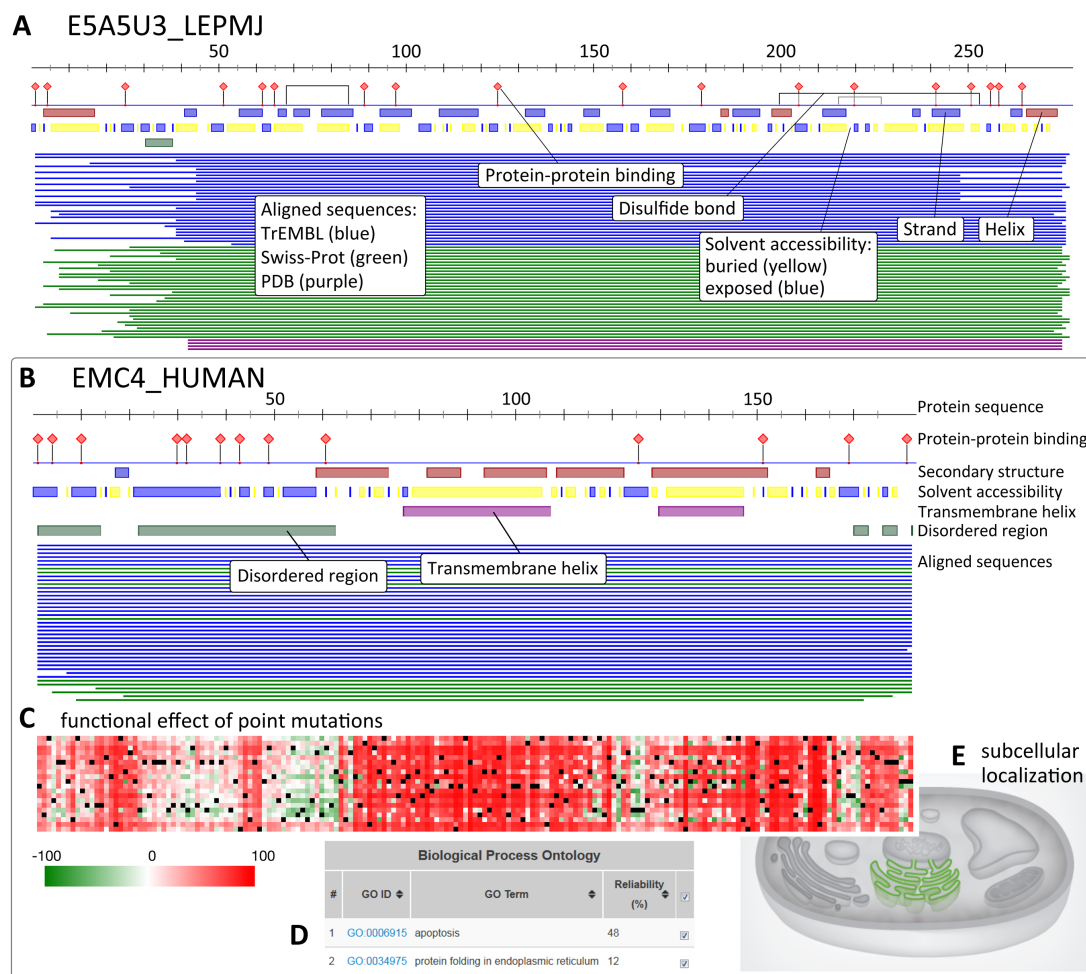 A E5A5U3_LEPMJ
50 100 150 200 250
Protein-protein binding
Disulfide bond
Aligned sequences:
TrEMBL (blue)
Swiss-Prot (green)
PDB (purple)
Solvent accessibility:
buried (yellow)
exposed (blue)
Strand
Helix
B EMC4_HUMAN
50 100 150
Protein sequence
Protein-protein binding
Secondary structure
Solvent accessibility
Transmembrane helix
Disordered region
Aligned sequences
Disordered region
Transmembrane helix
C functional effect of point mutations
-100 0 100
D
Biological Process Ontology
# GO ID GO Term Reliability (%)
1 GO:0006915 apoptosis 48
2 GO:0034975 protein folding in endoplasmic reticulum 12
E subcellular
localization